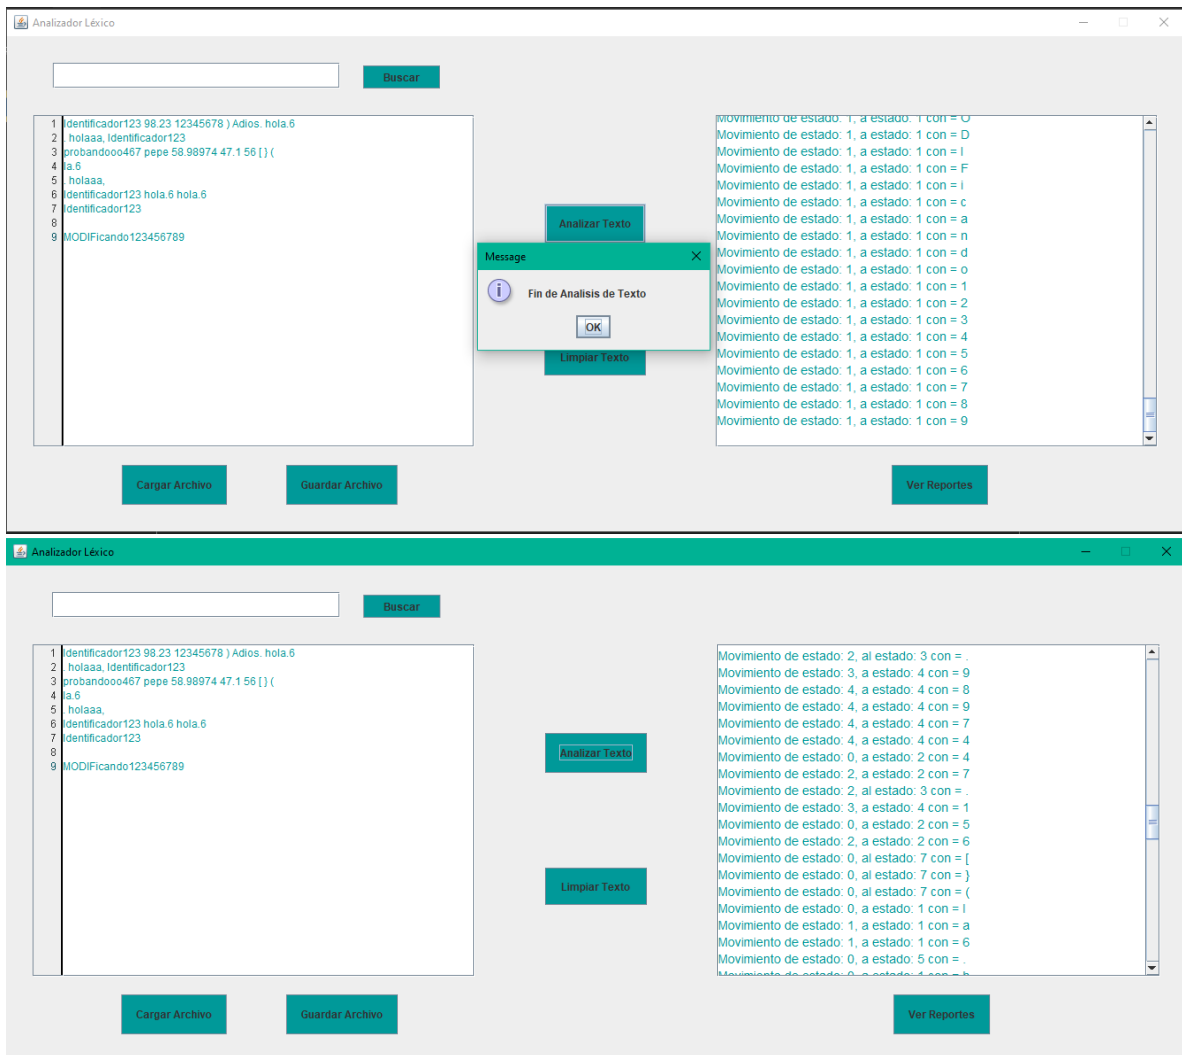 Analizador Léxico
Buscar
1 Identificador123 98.23 12345678 ) Adios. hola.6
2 . holaaa, Identificador123
3 probandooo467 pepe 58.98974 47.1 56 [ } (
4 la.6
5 . holaaa,
6 Identificador123 hola.6 hola.6
7 Identificador123
8
9 MODIFicando123456789
Analizar Texto
Message
Fin de Analisis de Texto
OK
Limpiar Texto
Movimiento de estado: 1, a estado: 1 con = O
Movimiento de estado: 1, a estado: 1 con = D
Movimiento de estado: 1, a estado: 1 con = I
Movimiento de estado: 1, a estado: 1 con = F
Movimiento de estado: 1, a estado: 1 con = i
Movimiento de estado: 1, a estado: 1 con = c
Movimiento de estado: 1, a estado: 1 con = a
Movimiento de estado: 1, a estado: 1 con = n
Movimiento de estado: 1, a estado: 1 con = d
Movimiento de estado: 1, a estado: 1 con = o
Movimiento de estado: 1, a estado: 1 con = 1
Movimiento de estado: 1, a estado: 1 con = 2
Movimiento de estado: 1, a estado: 1 con = 3
Movimiento de estado: 1, a estado: 1 con = 4
Movimiento de estado: 1, a estado: 1 con = 5
Movimiento de estado: 1, a estado: 1 con = 6
Movimiento de estado: 1, a estado: 1 con = 7
Movimiento de estado: 1, a estado: 1 con = 8
Movimiento de estado: 1, a estado: 1 con = 9
Cargar Archivo
Guardar Archivo
Ver Reportes
Analizador Léxico
Buscar
1 Identificador123 98.23 12345678 ) Adios. hola.6
2 . holaaa, Identificador123
3 probandooo467 pepe 58.98974 47.1 56 [ } (
4 la.6
5 . holaaa,
6 Identificador123 hola.6 hola.6
7 Identificador123
8
9 MODIFicando123456789
Analizar Texto
Limpiar Texto
Movimiento de estado: 2, al estado: 3 con = .
Movimiento de estado: 3, a estado: 4 con = 9
Movimiento de estado: 4, a estado: 4 con = 8
Movimiento de estado: 4, a estado: 4 con = 9
Movimiento de estado: 4, a estado: 4 con = 7
Movimiento de estado: 4, a estado: 4 con = 4
Movimiento de estado: 0, a estado: 2 con = 4
Movimiento de estado: 2, a estado: 2 con = 7
Movimiento de estado: 2, al estado: 3 con = .
Movimiento de estado: 3, a estado: 4 con = 1
Movimiento de estado: 0, a estado: 2 con = 5
Movimiento de estado: 2, a estado: 2 con = 6
Movimiento de estado: 0, al estado: 7 con = [
Movimiento de estado: 0, al estado: 7 con = }
Movimiento de estado: 0, al estado: 7 con = (
Movimiento de estado: 0, a estado: 1 con = l
Movimiento de estado: 1, a estado: 1 con = a
Movimiento de estado: 1, a estado: 1 con = 6
Movimiento de estado: 0, a estado: 5 con = .
Movimiento de estado: 0, a estado: 1 con = h
Cargar Archivo
Guardar Archivo
Ver Reportes